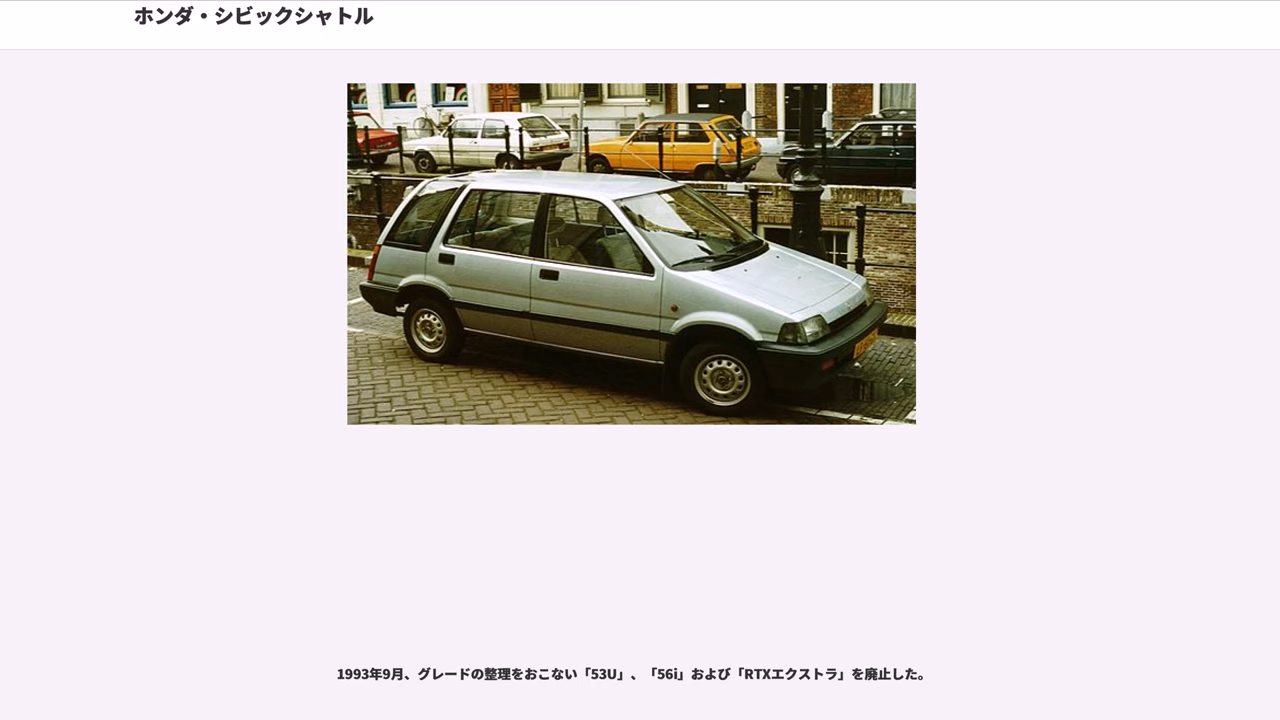 ホンダ・シビックシャトル
1993年9月、グレードの整理をおこない「53U」、「56i」および「RTXエクストラ」を廃止した。